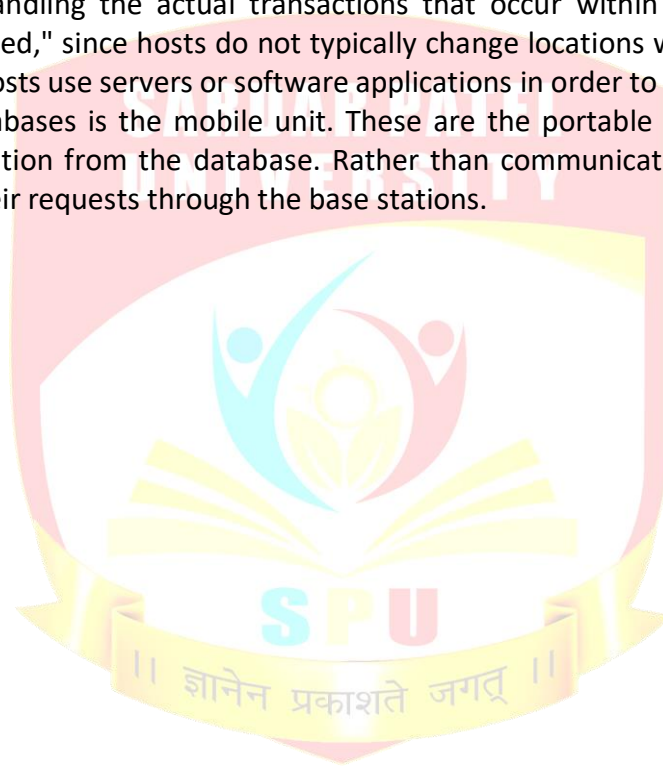 andling the actual transactions that occur within
ed," since hosts do not typically change locations w
osts use servers or software applications in order to
abases is the mobile unit. These are the portable
tion from the database. Rather than communicat
eir requests through the base stations.
SARDAR PATEL
UNIVERSITY
SPU
॥ ज्ञानेन प्रकाशते जगत् ॥